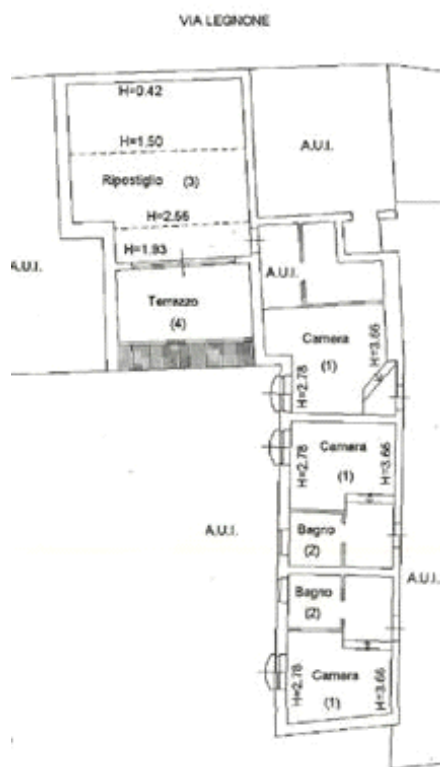 VIA LEGNONE
H=0.42
H=1.50
A.U.I.
Ripostiglio (3)
H=2.56
H=1.93
A.U.I.
A.U.I.
Terrazzo
(4)
Camera
(1)
H=2.78
H=3.66
Camera
(1)
H=2.78
H=3.66
A.U.I.
Bagno
(2)
A.U.I.
Bagno
(2)
Camera
(1)
H=2.78
H=3.66